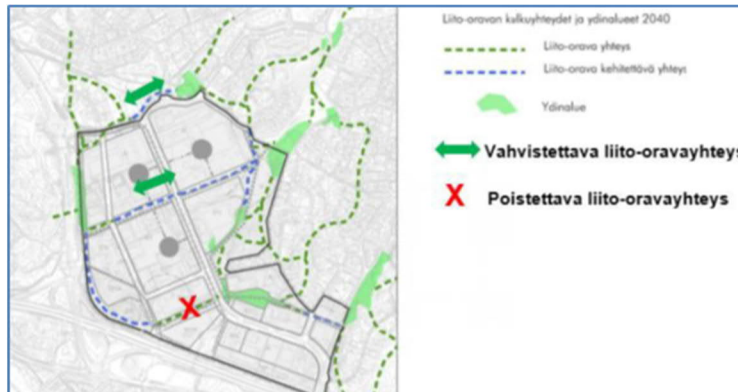 Liito-oravan kulkuyhteydet ja ydinalueet 2040
Liito-orava yhteys
Liito-orava kehitettävä yhteys
Ydinalue
Vahvistettava liito-oravayhteys
X Poistettava liito-oravayhteys
X